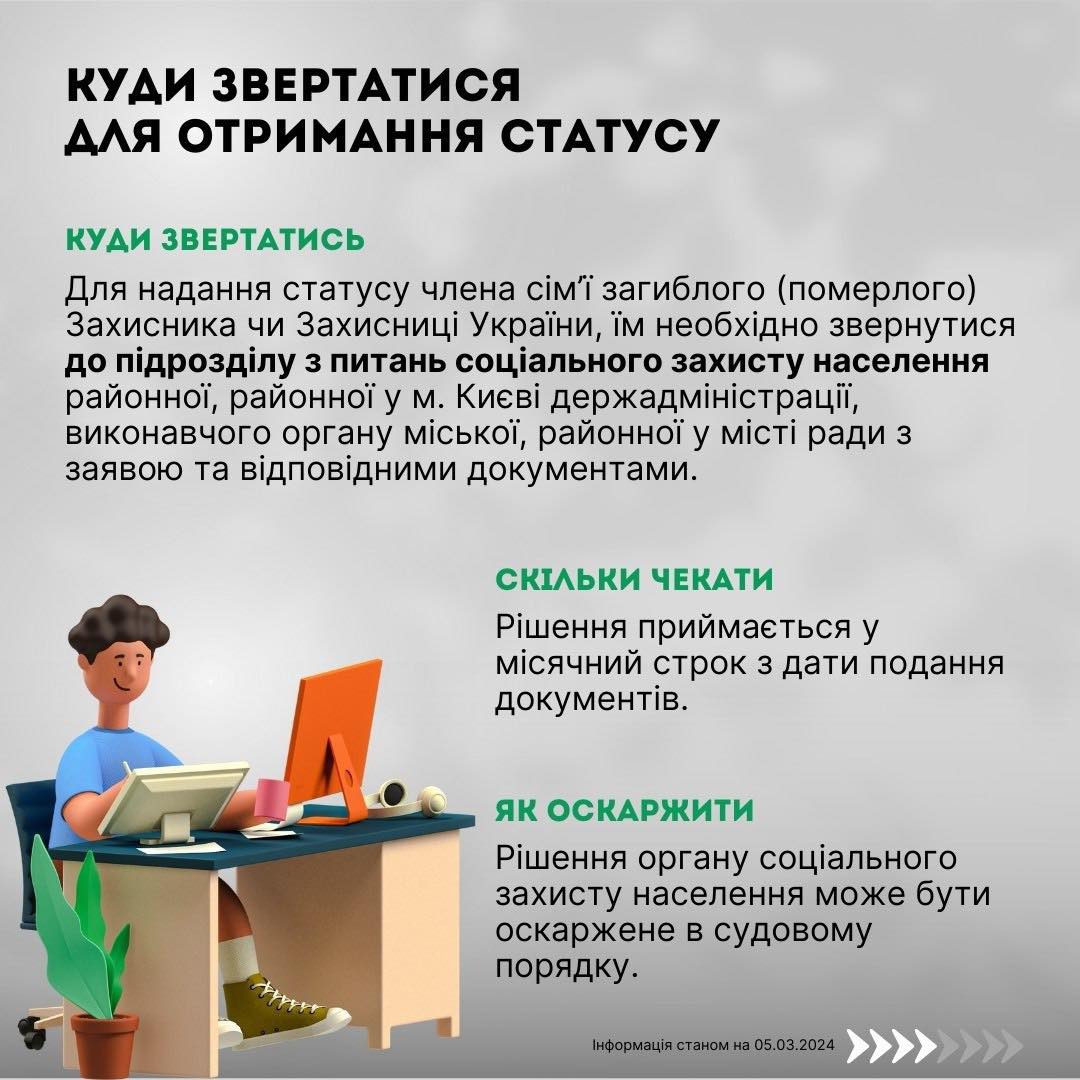 КУДИ ЗВЕРТАТИСЯ
ДЛЯ ОТРИМАННЯ СТАТУСУ
КУДИ ЗВЕРТАТИСЬ
Для надання статусу члена сім’ї загиблого (померлого)
Захисника чи Захисниці України, їм необхідно звернутися
до підрозділу з питань соціального захисту населення
районної, районної у м. Києві держадміністрації,
виконавчого органу міської, районної у місті ради з
заявою та відповідними документами.
СКІЛЬКИ ЧЕКАТИ
Рішення приймається у
місячний строк з дати подання
документів.
ЯК ОСКАРЖИТИ
Рішення органу соціального
захисту населення може бути
оскаржене в судовому
порядку.
Інформація станом на 05.03.2024